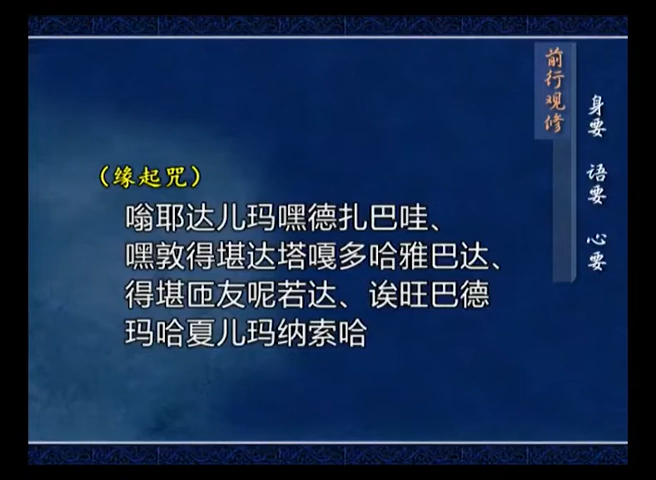 前行观修
身要 语要 心要
（缘起咒）
嗡耶达儿玛嘿德扎巴哇、
嘿敦得堪达塔嘎多哈雅巴达、
得堪匝友呢若达、诶旺巴德
玛哈夏儿玛纳索哈